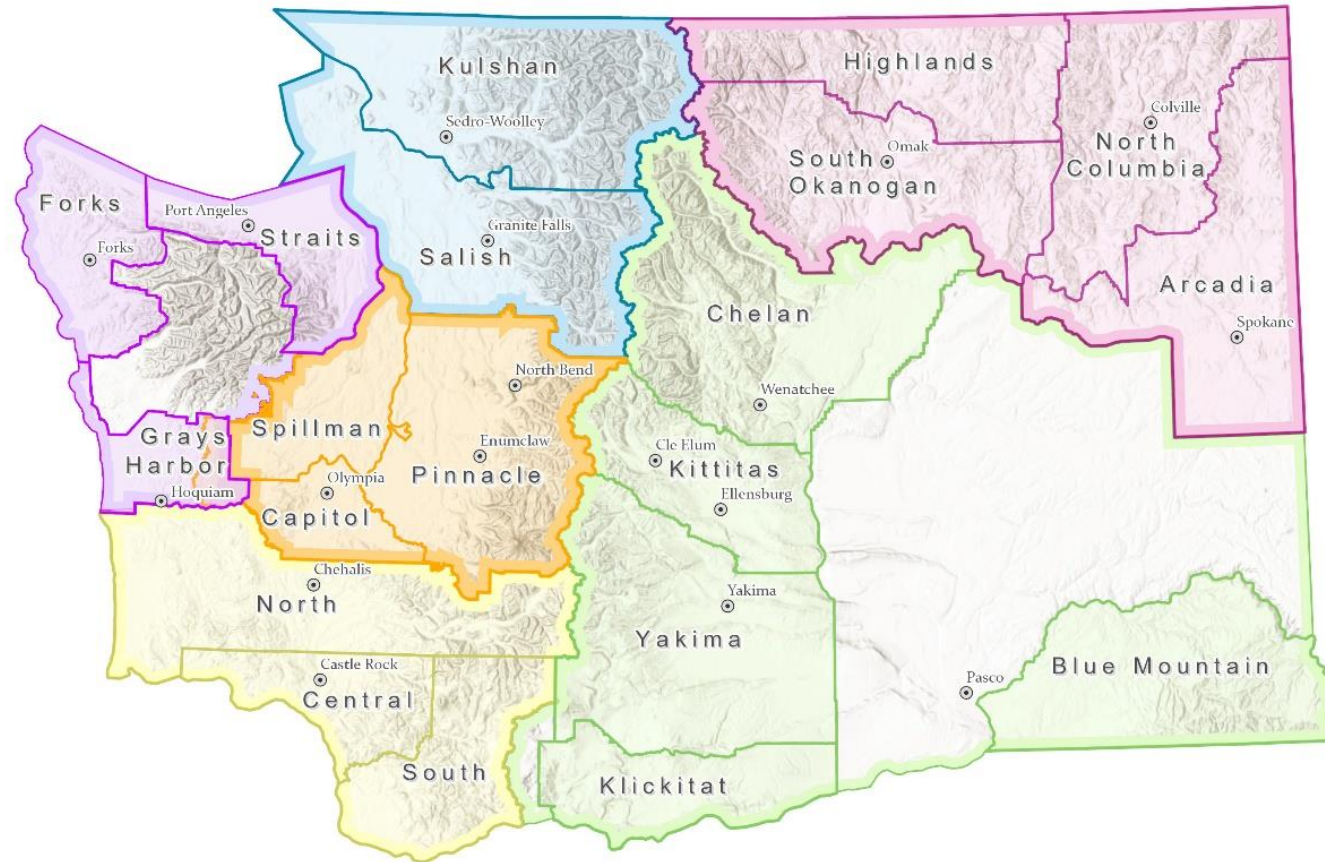 Kulshan
Sedro-Woolley
Highlands
Colville
North
Columbia
South
Okanogan
Omak
Forks
Port Angeles
Straits
Forks
Granite Falls
Salish
Chelan
Arcadia
Spokane
North Bend
Wenatchee
Spillman
Grays
Harbor
Hoquiam
Enumclaw
Pinnacle
Cle Elum
Kittitas
Ellensburg
Olympia
Capitol
Chehalis
North
Yakima
Yakima
Castle Rock
Central
Pasco
Blue Mountain
South
Klickitat